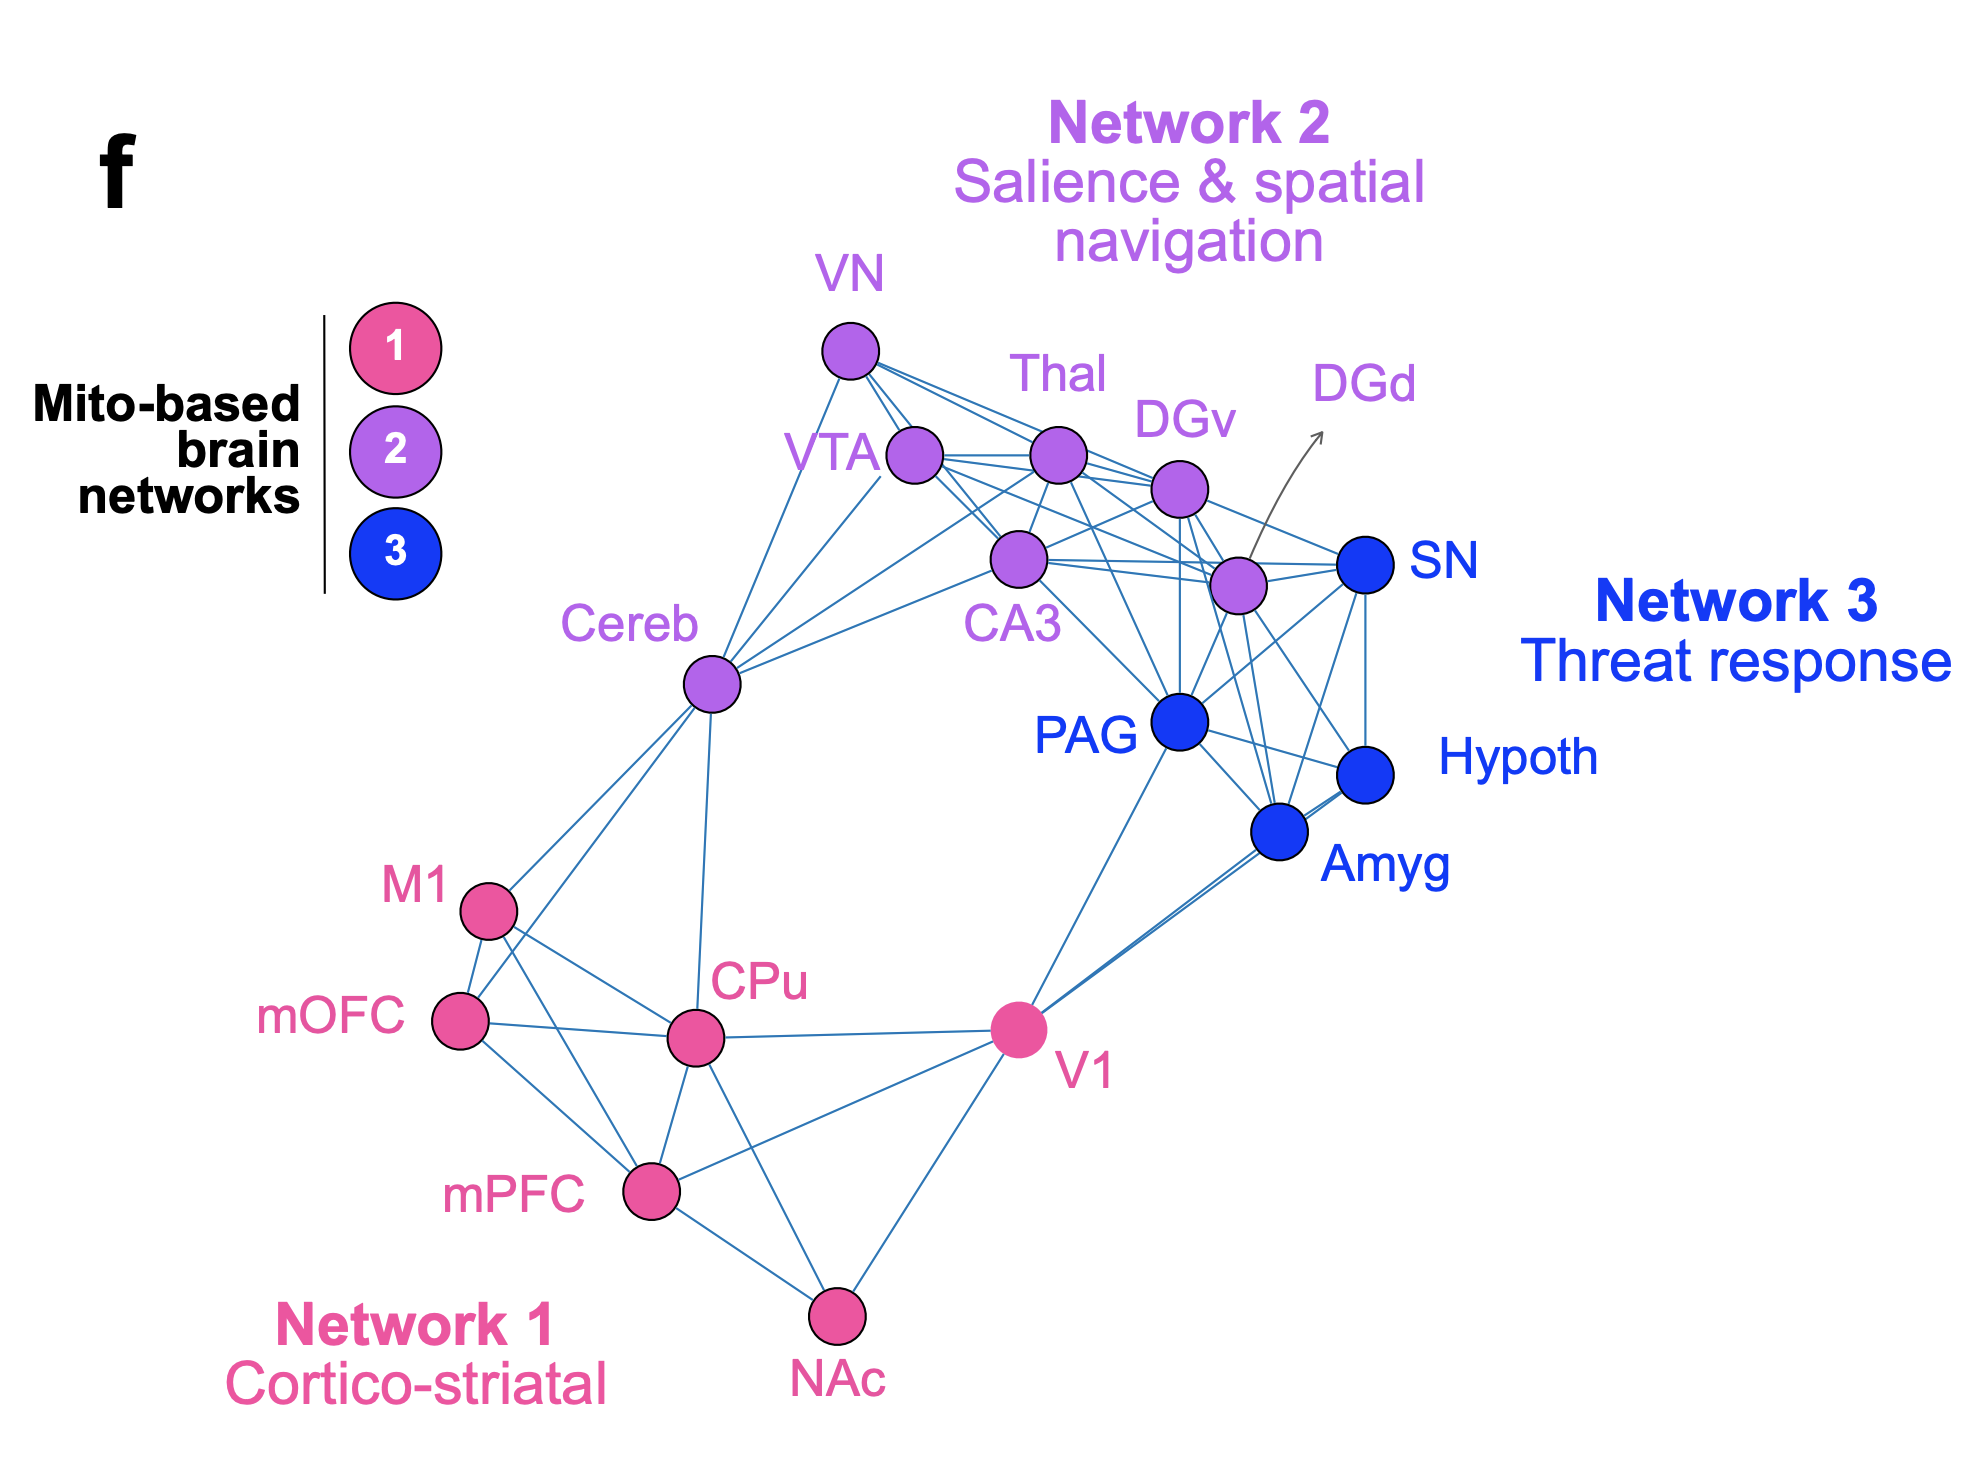 f
Network 2
Salience & spatial
navigation
VN
Thal
DGd
DGv
VTA
1
Mito-based
brain
networks
2
3
SN
Network 3
Threat response
Cereb
CA3
PAG
Hypoth
Amyg
M1
mOFC
CPu
V1
mPFC
Network 1
Cortico-striatal
NAc